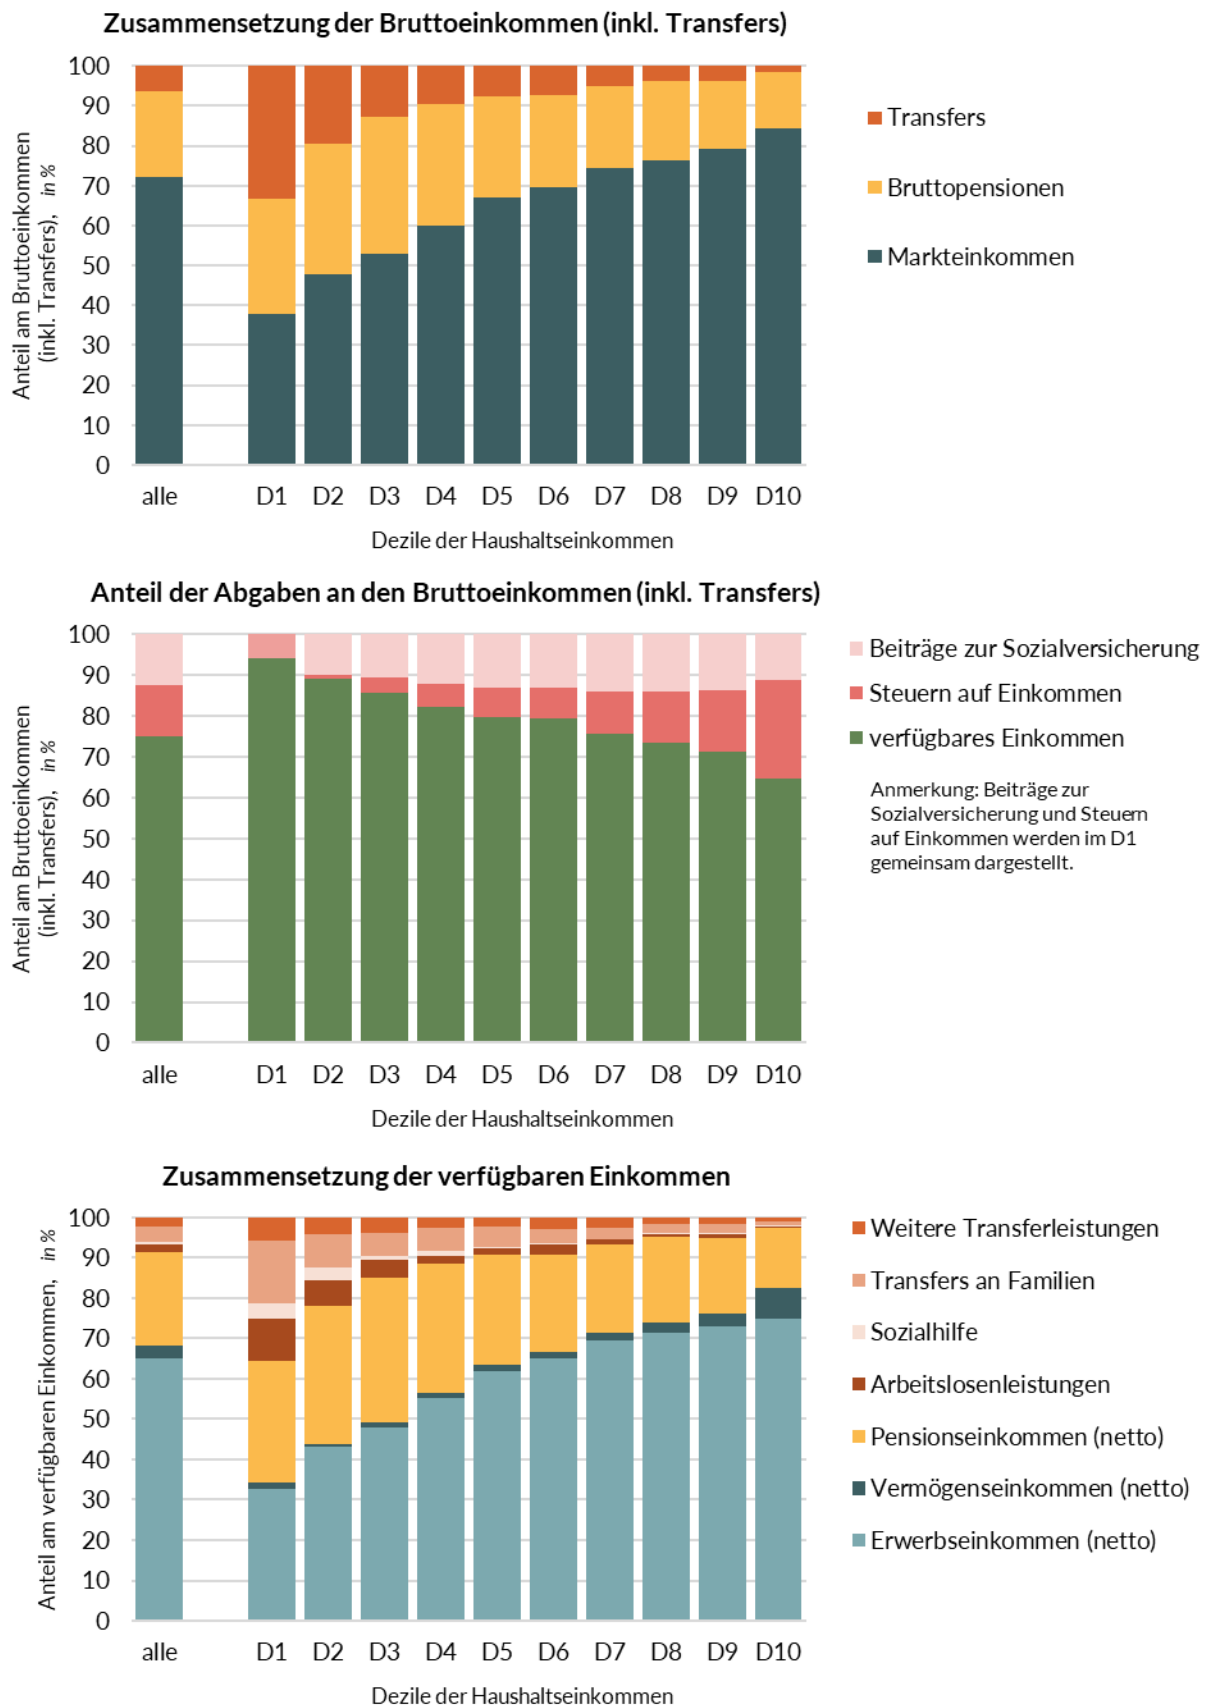 Zusammensetzung der Bruttoeinkommen (inkl. Transfers)
Anteil am Bruttoeinkommen
(inkl. Transfers), in %
100
90
80
70
60
50
40
30
20
10
0
alle D1 D2 D3 D4 D5 D6 D7 D8 D9 D10
Dezile der Haushaltseinkommen
Transfers
Bruttopensionen
Markteinkommen
Anteil der Abgaben an den Bruttoeinkommen (inkl. Transfers)
Anteil am Bruttoeinkommen
(inkl. Transfers), in %
100
90
80
70
60
50
40
30
20
10
0
alle D1 D2 D3 D4 D5 D6 D7 D8 D9 D10
Dezile der Haushaltseinkommen
Beiträge zur Sozialversicherung
Steuern auf Einkommen
verfügbares Einkommen
Anmerkung: Beiträge zur
Sozialversicherung und Steuern
auf Einkommen werden im D1
gemeinsam dargestellt.
Zusammensetzung der verfügbaren Einkommen
Anteil am verfügbaren Einkommen, in %
100
90
80
70
60
50
40
30
20
10
0
alle D1 D2 D3 D4 D5 D6 D7 D8 D9 D10
Dezile der Haushaltseinkommen
Weitere Transferleistungen
Transfers an Familien
Sozialhilfe
Arbeitslosenleistungen
Pensionseinkommen (netto)
Vermögenseinkommen (netto)
Erwerbseinkommen (netto)